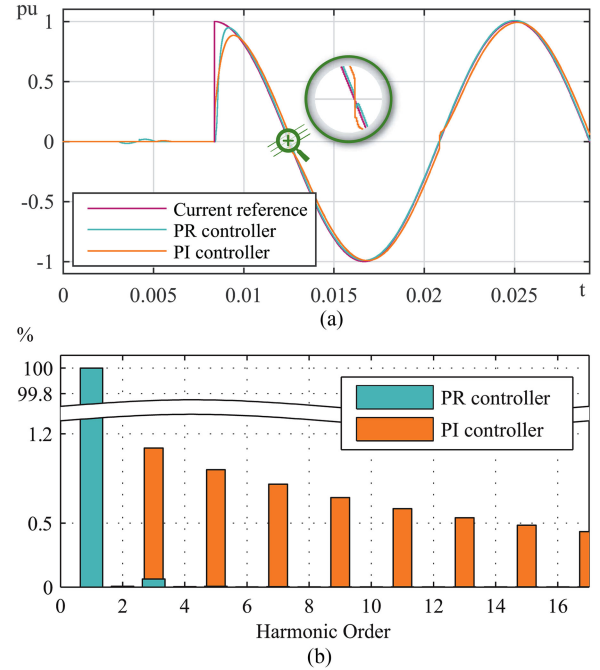 pu
1
0.5
0
-0.5
-1
Current reference
PR controller
PI controller
0 0.005 0.01 0.015 0.02 0.025 t
(a)
%
100
99.8
1.2
0.5
0
PR controller
PI controller
0 2 4 6 8 10 12 14 16
Harmonic Order
(b)